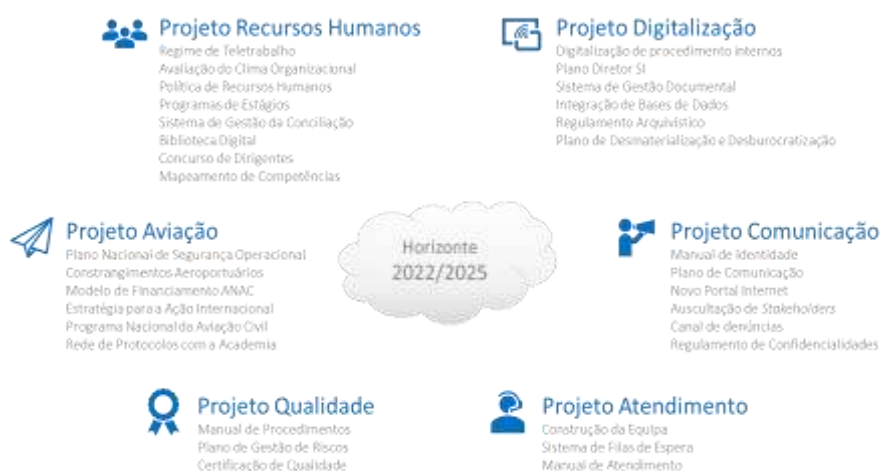 Projeto Recursos Humanos
Regime de Teletrabalho
Avaliação do Clima Organizacional
Política de Recursos Humanos
Programas de Estágios
Sistema de Gestão da Conciliação
Biblioteca Digital
Concurso de Dirigentes
Mapeamento de Competências
Projeto Digitalização
Digitalização de procedimento internos
Plano Diretor SI
Sistema de Gestão Documental
Integração de Bases de Dados
Regulamento Arquivístico
Plano de Desmaterialização e Desburocratização
Projeto Aviação
Plano Nacional de Segurança Operacional
Constrangimentos Aeroportuários
Modelo de Financiamento ANAC
Estratégia para a Ação Internacional
Programa Nacional da Aviação Civil
Rede de Protocolos com a Academia
Horizonte
2022/2025
Projeto Comunicação
Manual de Identidade
Plano de Comunicação
Novo Portal Internet
Auscultação de Stakeholders
Canal de denúncias
Regulamento de Confidencialidades
Projeto Qualidade
Manual de Procedimentos
Plano de Gestão de Riscos
Certificação de Qualidade
Projeto Atendimento
Construção da Equipa
Sistema de Filas de Espera
Manual de Atendimento